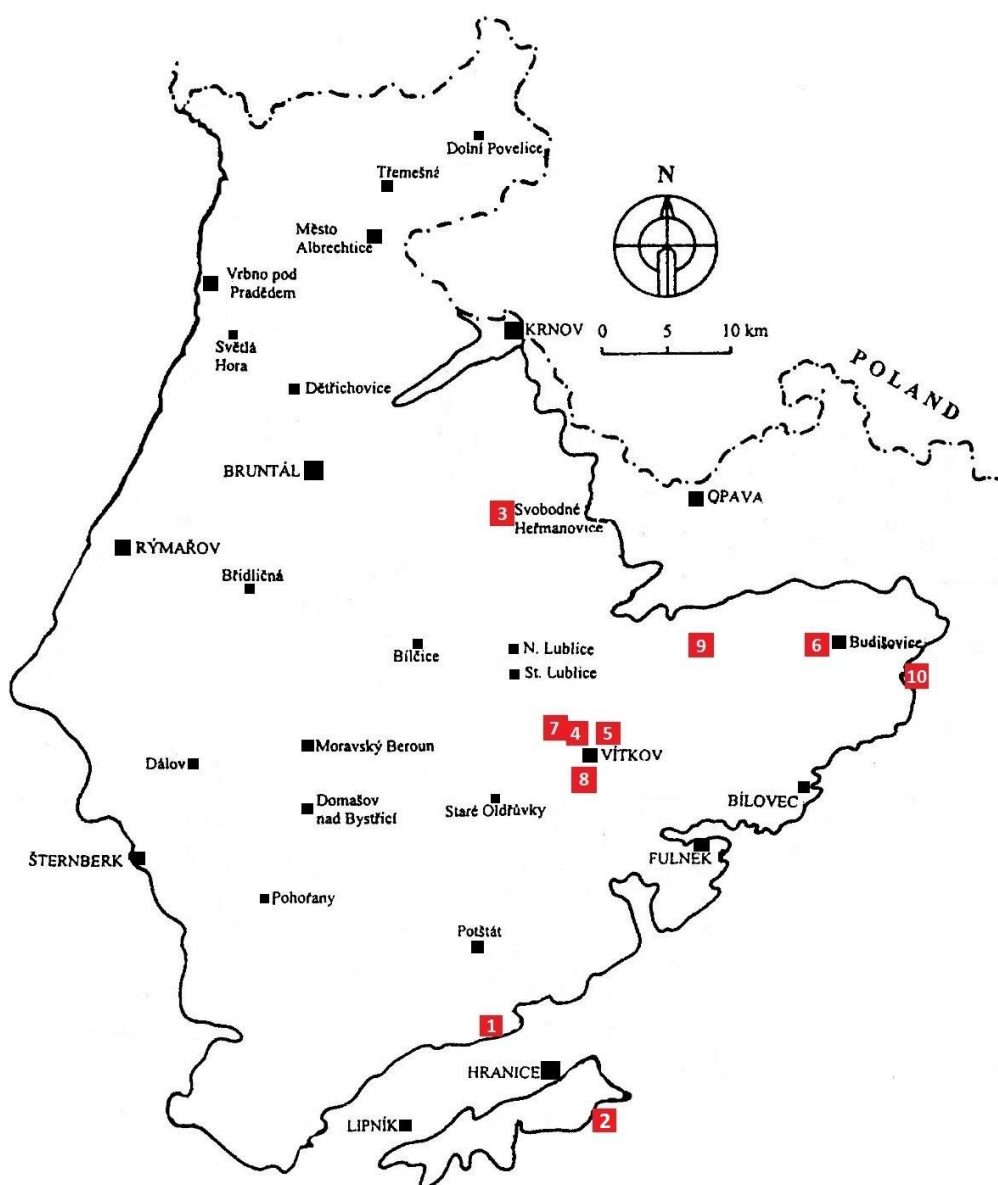 Dolní Povelice
Třemešná
N
Město
Albrechtice
Vrbno pod
Pradědem
KRNOV
0 5 10 km
Světlá
Hora
POLAND
Dětřichovice
BRUNTÁL
OPAVA
3
Svobodné
Heřmanovice
RÝMAŘOV
Břidličná
Bílčice
N. Lublice
9
6
Budišovice
St. Lublice
10
7
4
5
Moravský Beroun
VÍTKOV
Dálov
8
BÍLOVEC
Staré Oldřůvky
Domašov
nad Bystřicí
ŠTERNBERK
FULNEK
Pohořany
Potštát
1
HRANICE
2
LIPNÍK